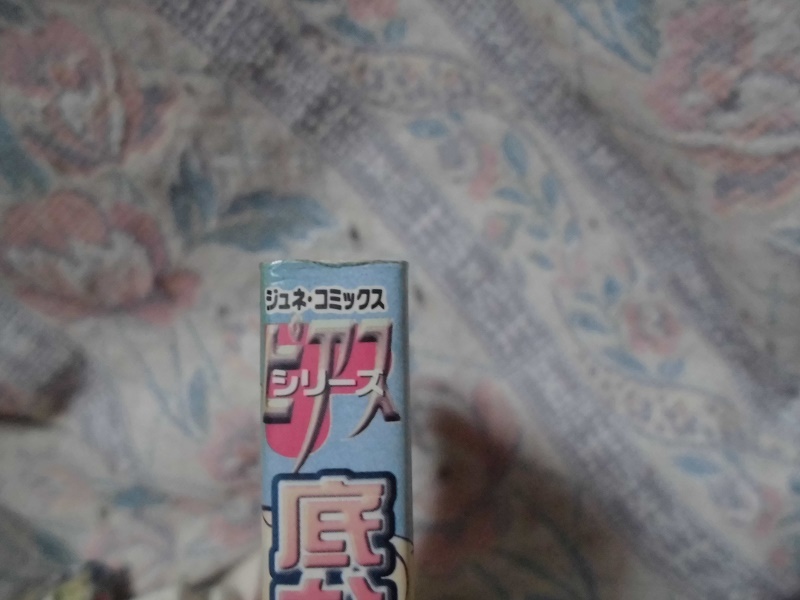 ジュネ・コミックス
ピアス
シリーズ
底